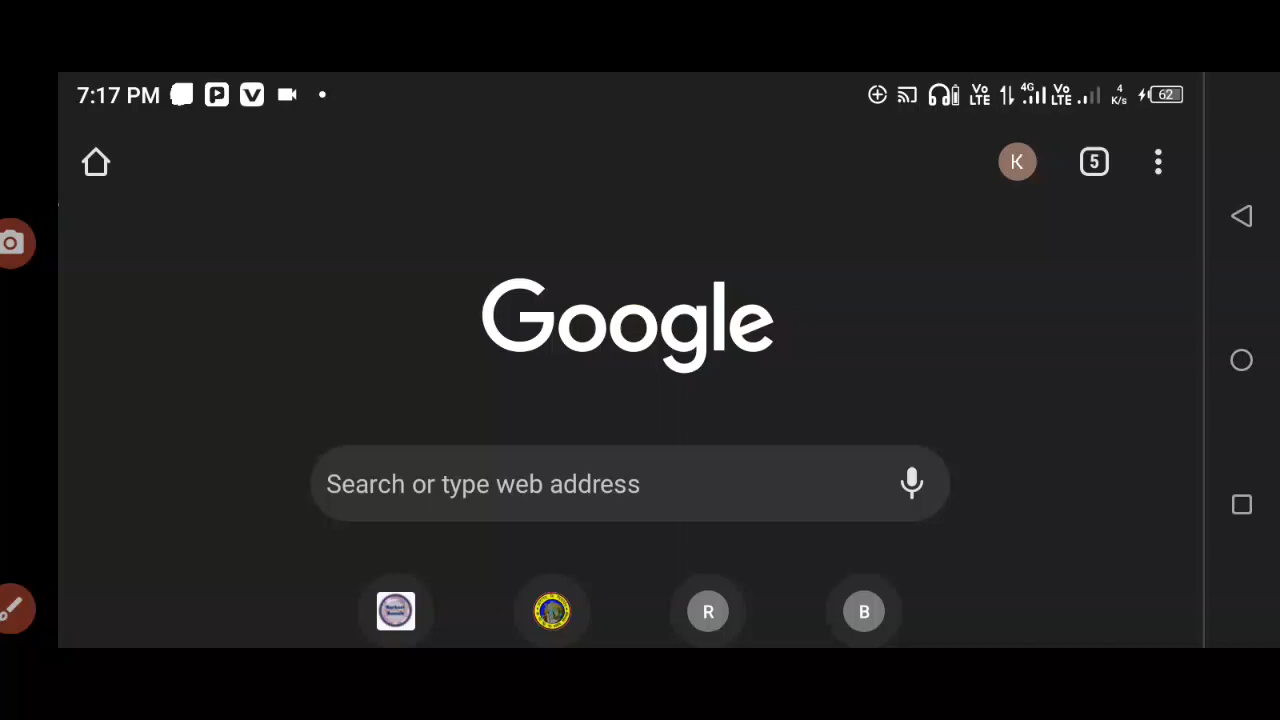 7:17 PM P V Vo LTE 4G Vo LTE 4 K/s 62
K 5
Google
Search or type web address
R B